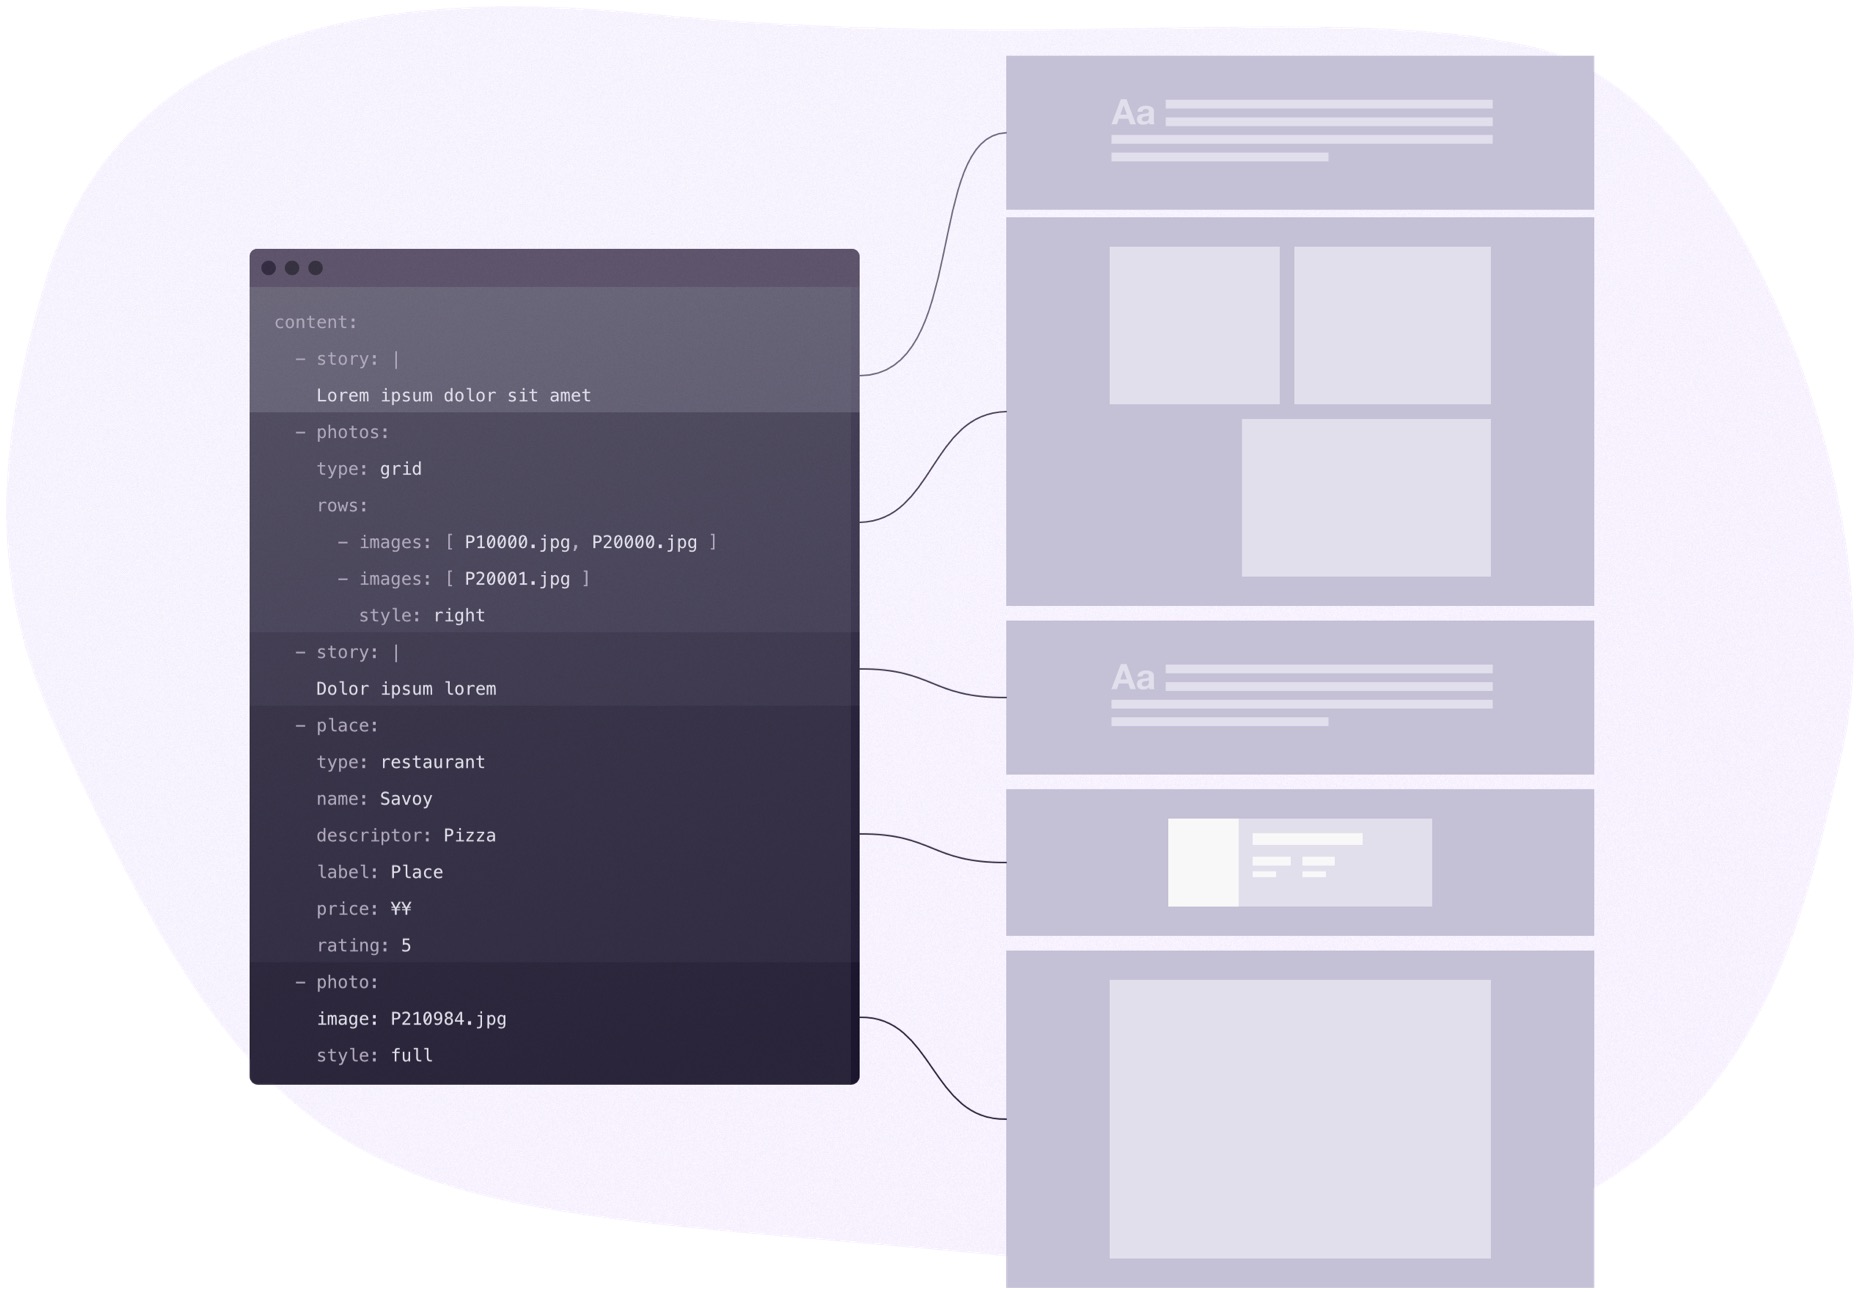 content:
– story: |
Lorem ipsum dolor sit amet
– photos:
type: grid
rows:
– images: [ P10000.jpg, P20000.jpg ]
– images: [ P20001.jpg ]
style: right
– story: |
Dolor ipsum lorem
– place:
type: restaurant
name: Savoy
descriptor: Pizza
label: Place
price: ¥¥
rating: 5
– photo:
image: P210984.jpg
style: full
Aa
Aa